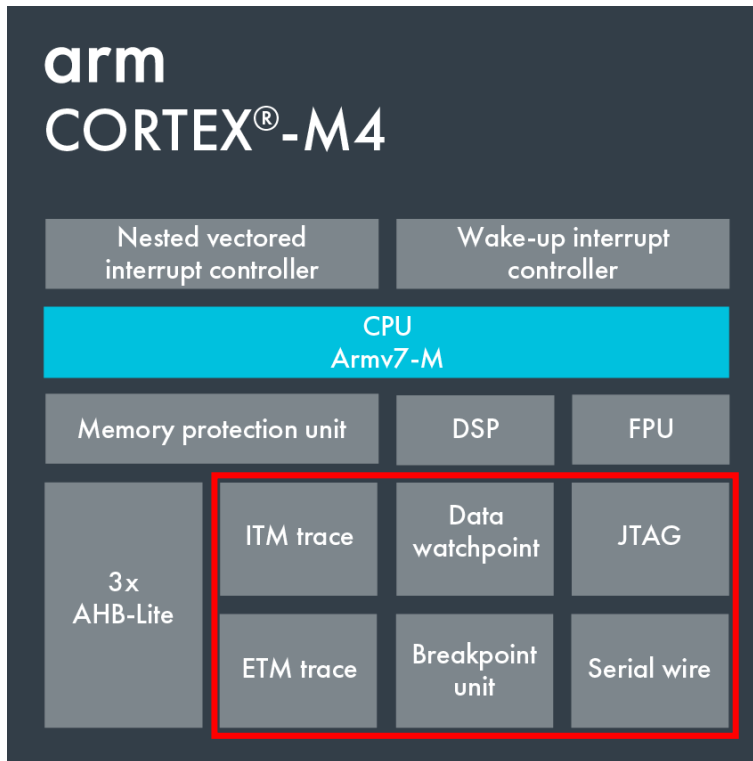 arm
CORTEX®-M4
Nested vectored
interrupt controller
Wake-up interrupt
controller
CPU
Armv7-M
Memory protection unit
DSP
FPU
3x
AHB-Lite
ITM trace
Data
watchpoint
JTAG
ETM trace
Breakpoint
unit
Serial wire